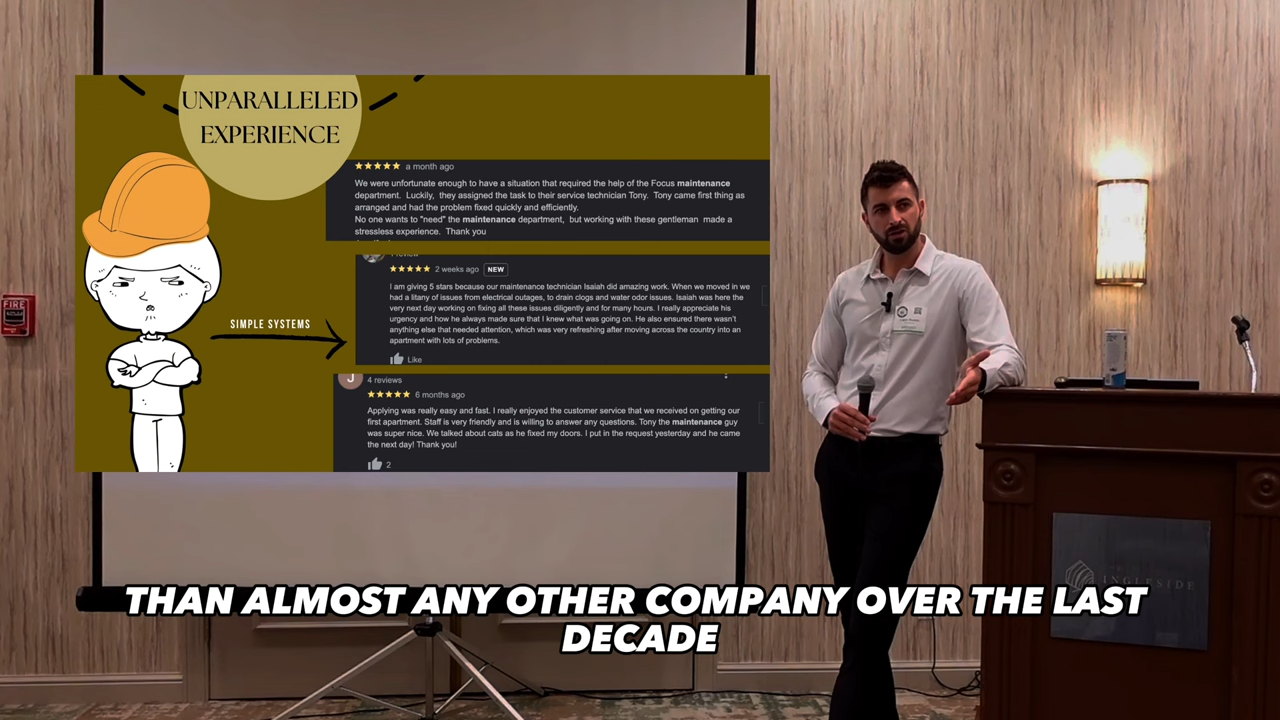 UNPARALLELED
EXPERIENCE
SIMPLE SYSTEMS
★★★★★ a month ago
We were unfortunate enough to have a situation that required the help of the Focus maintenance
department. Luckily, they assigned the task to their service technician Tony. Tony came first thing as
arranged and had the problem fixed quickly and efficiently.
No one wants to "need" the maintenance department, but working with these gentleman made a
stressless experience. Thank you
★★★★★ 2 weeks ago NEW
I am giving 5 stars because our maintenance technician Isaiah did amazing work. When we moved in we
had a litany of issues from electrical outages, to drain clogs and water odor issues. Isaiah was here the
very next day working on fixing all these issues diligently and for many hours. I really appreciate his
urgency and how he always made sure that I knew what was going on. He also ensured there wasn't
anything else that needed attention, which was very refreshing after moving across the country into an
apartment with lots of problems.
Like
J
4 reviews
★★★★★ 6 months ago
Applying was really easy and fast. I really enjoyed the customer service that we received on getting our
first apartment. Staff is very friendly and is willing to answer any questions. Tony the maintenance guy
was super nice. We talked about cats as he fixed my doors. I put in the request yesterday and he came
the next day! Thank you!
2
FIRE
INGLESIDE
THAN ALMOST ANY OTHER COMPANY OVER THE LAST
DECADE